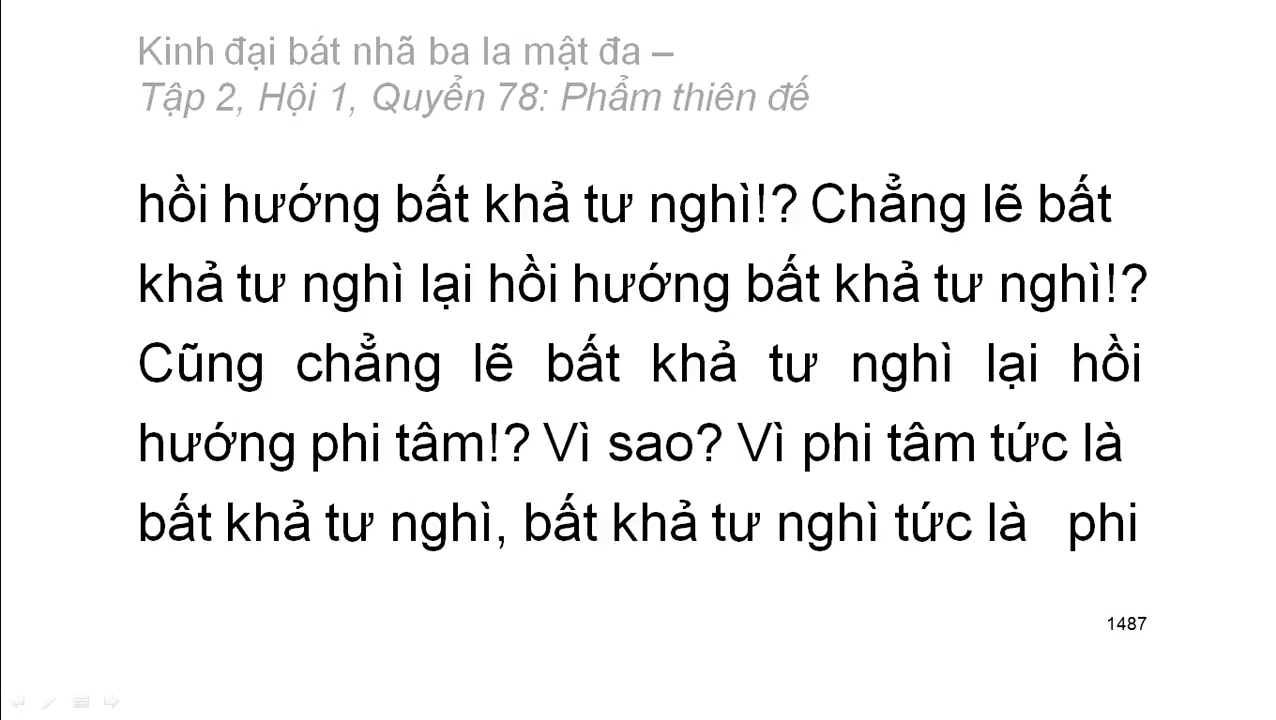 Kinh đại bát nhã ba la mật đa –
Tập 2, Hội 1, Quyển 78: Phẩm thiên đế
hồi hướng bất khả tư nghì!? Chẳng lẽ bất
khả tư nghì lại hồi hướng bất khả tư nghì!?
Cũng chẳng lẽ bất khả tư nghì lại hồi
hướng phi tâm!? Vì sao? Vì phi tâm tức là
bất khả tư nghì, bất khả tư nghì tức là phi
1487